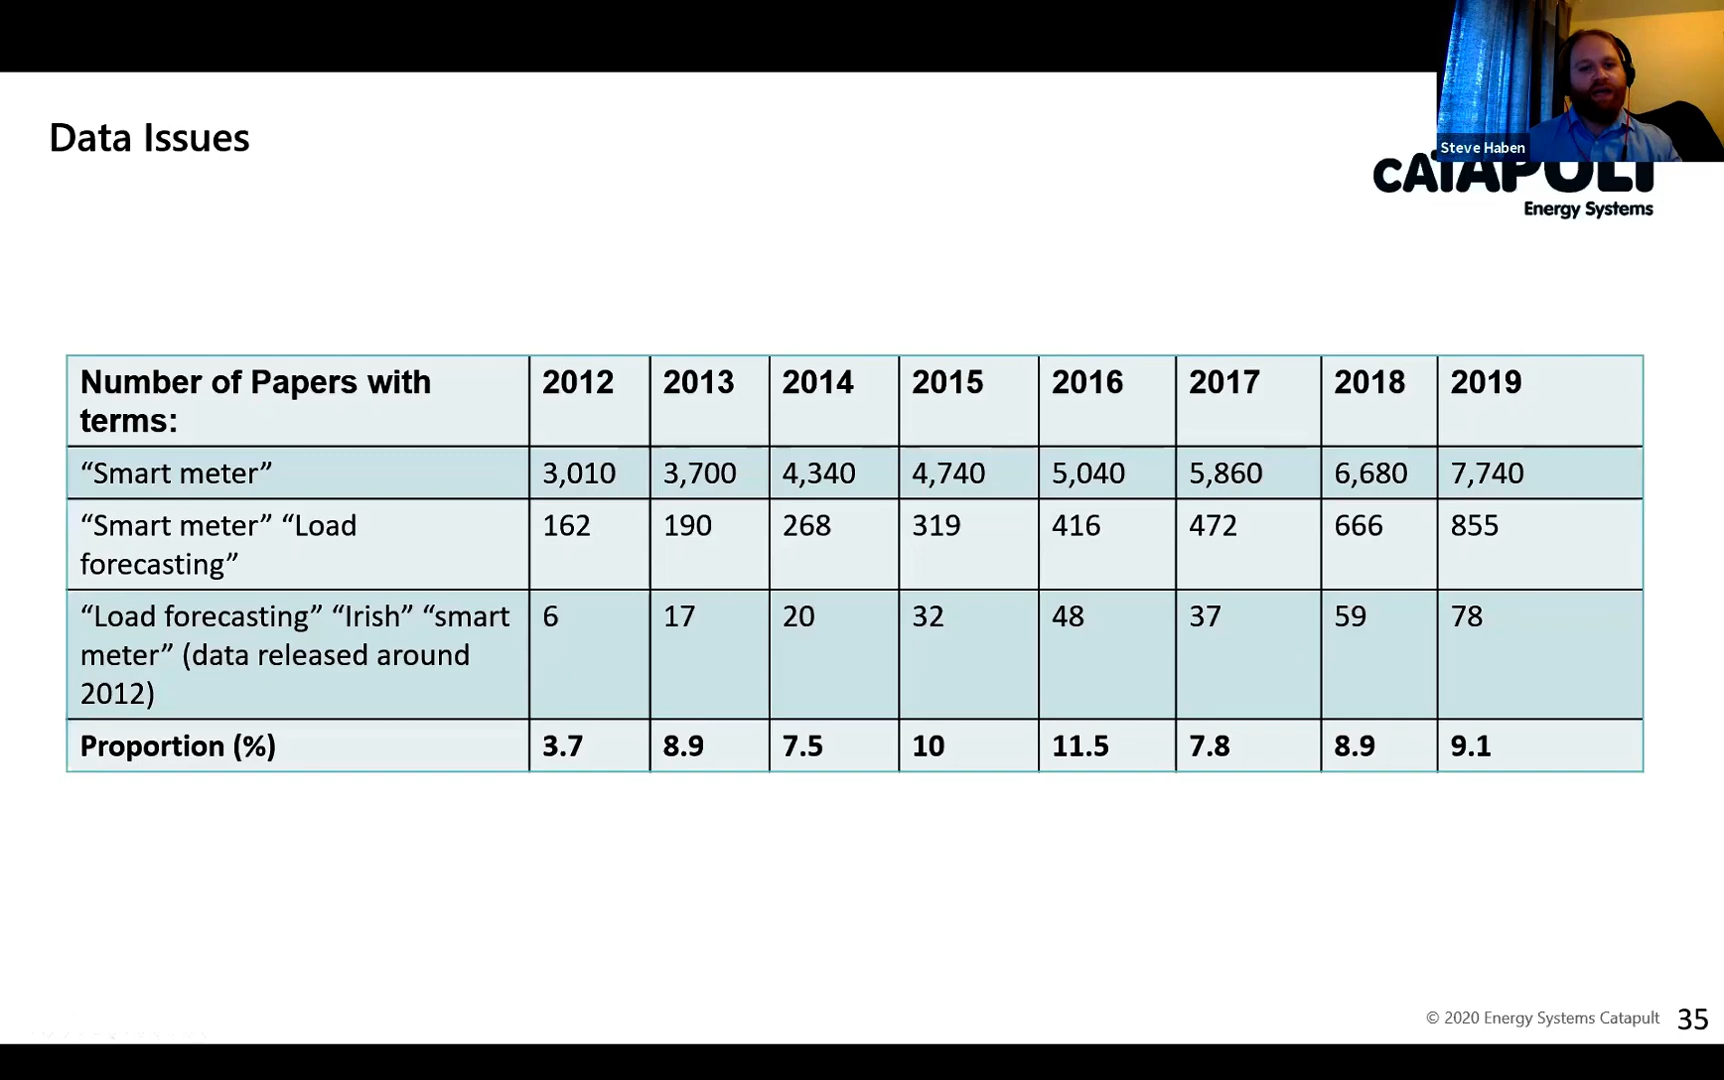 Steve Haben
Data Issues
CATAPULT
Energy Systems
Number of Papers with terms: 2012 2013 2014 2015 2016 2017 2018 2019
“Smart meter” 3,010 3,700 4,340 4,740 5,040 5,860 6,680 7,740
“Smart meter” “Load forecasting” 162 190 268 319 416 472 666 855
“Load forecasting” “Irish” “smart meter” (data released around 2012) 6 17 20 32 48 37 59 78
Proportion (%) 3.7 8.9 7.5 10 11.5 7.8 8.9 9.1
© 2020 Energy Systems Catapult 35